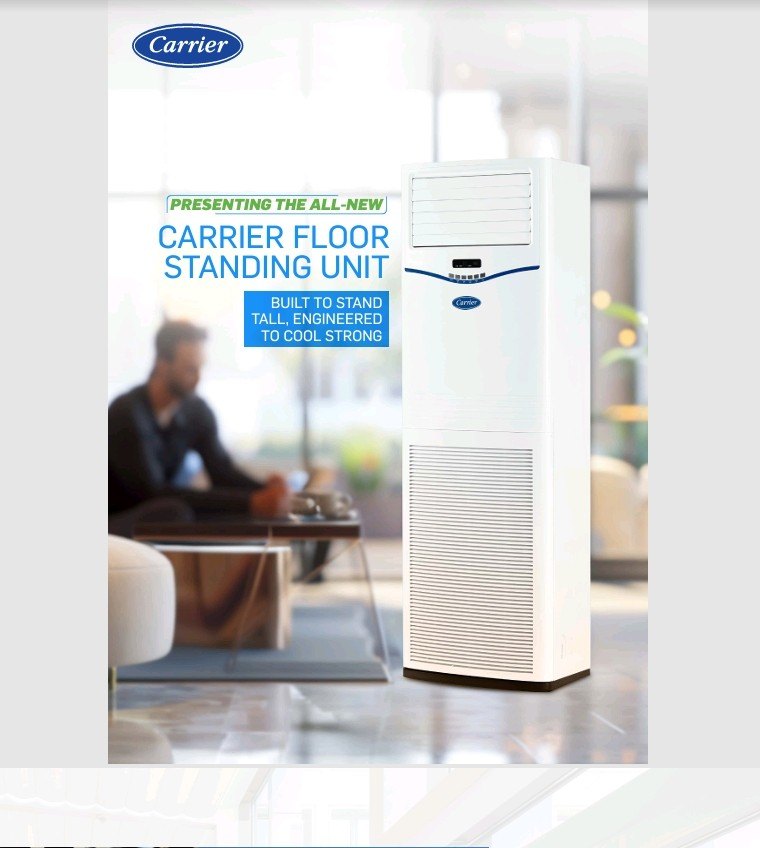 Carrier
PRESENTING THE ALL-NEW
CARRIER FLOOR
STANDING UNIT
BUILT TO STAND
TALL, ENGINEERED
TO COOL STRONG
Carrier